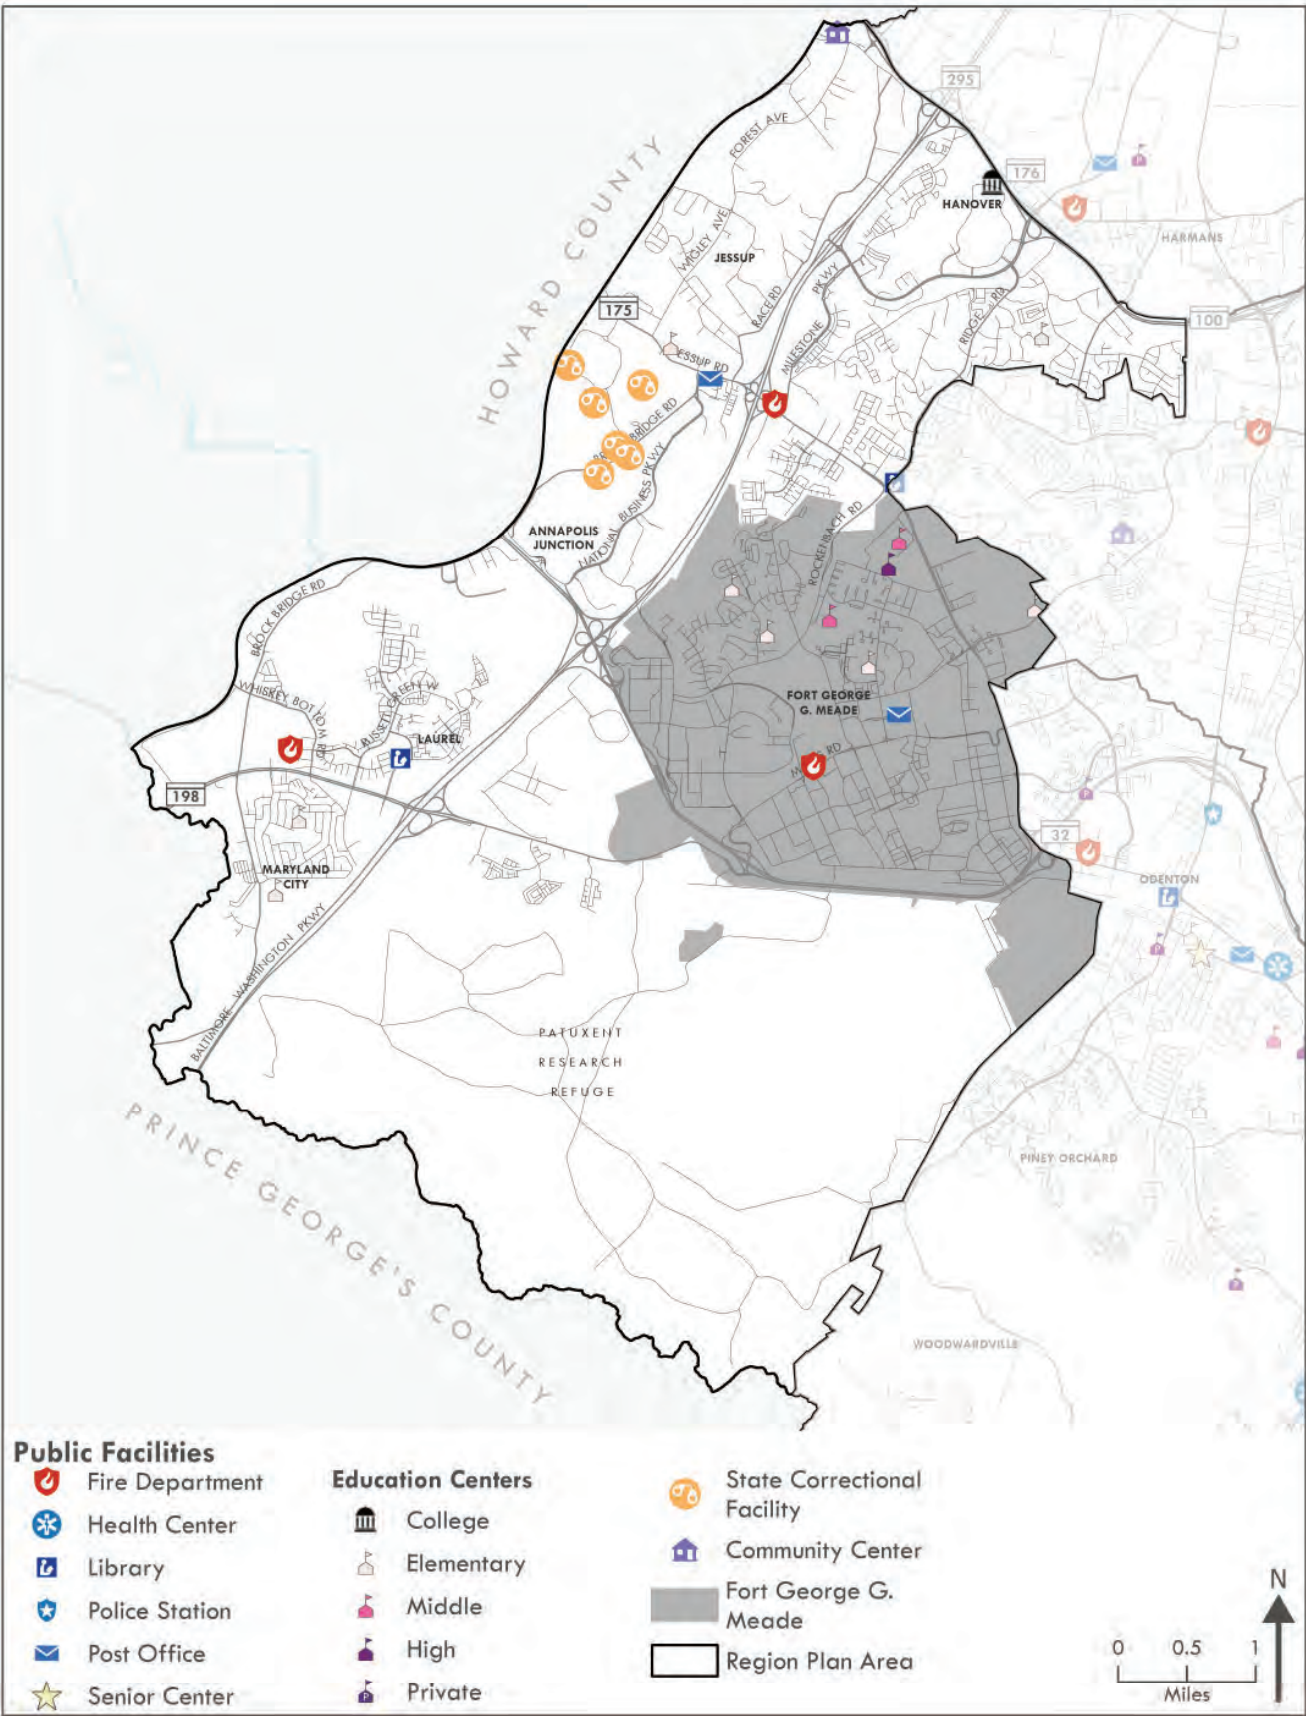 295
FOREST AVE
176
HANOVER
HARMANS
HOWARD COUNTY
WIGLEY AVE
JESSUP
PKWY
RACE RD
175
RIDGE RD
100
MILESTONE
ESSUP RD
BRIDGE RD
NATIONAL BUSINESS PKWY
ANNAPOLIS
JUNCTION
ROCKENBACH RD
BROCK BRIDGE RD
WHISKEY BOTTOM RD
RUSSETT GREEN W
LAUREL
FORT GEORGE
G. MEADE
RD
198
32
MARYLAND
CITY
ODENTON
BALTIMORE WASHINGTON PKWY
PATUXENT
RESEARCH
REFUGE
PRINCE GEORGE'S COUNTY
PINEY ORCHARD
WOODWARDVILLE
Public Facilities
Fire Department
Health Center
Library
Police Station
Post Office
Senior Center
Education Centers
College
Elementary
Middle
High
Private
State Correctional
Facility
Community Center
Fort George G.
Meade
Region Plan Area
N
0 0.5 1
Miles